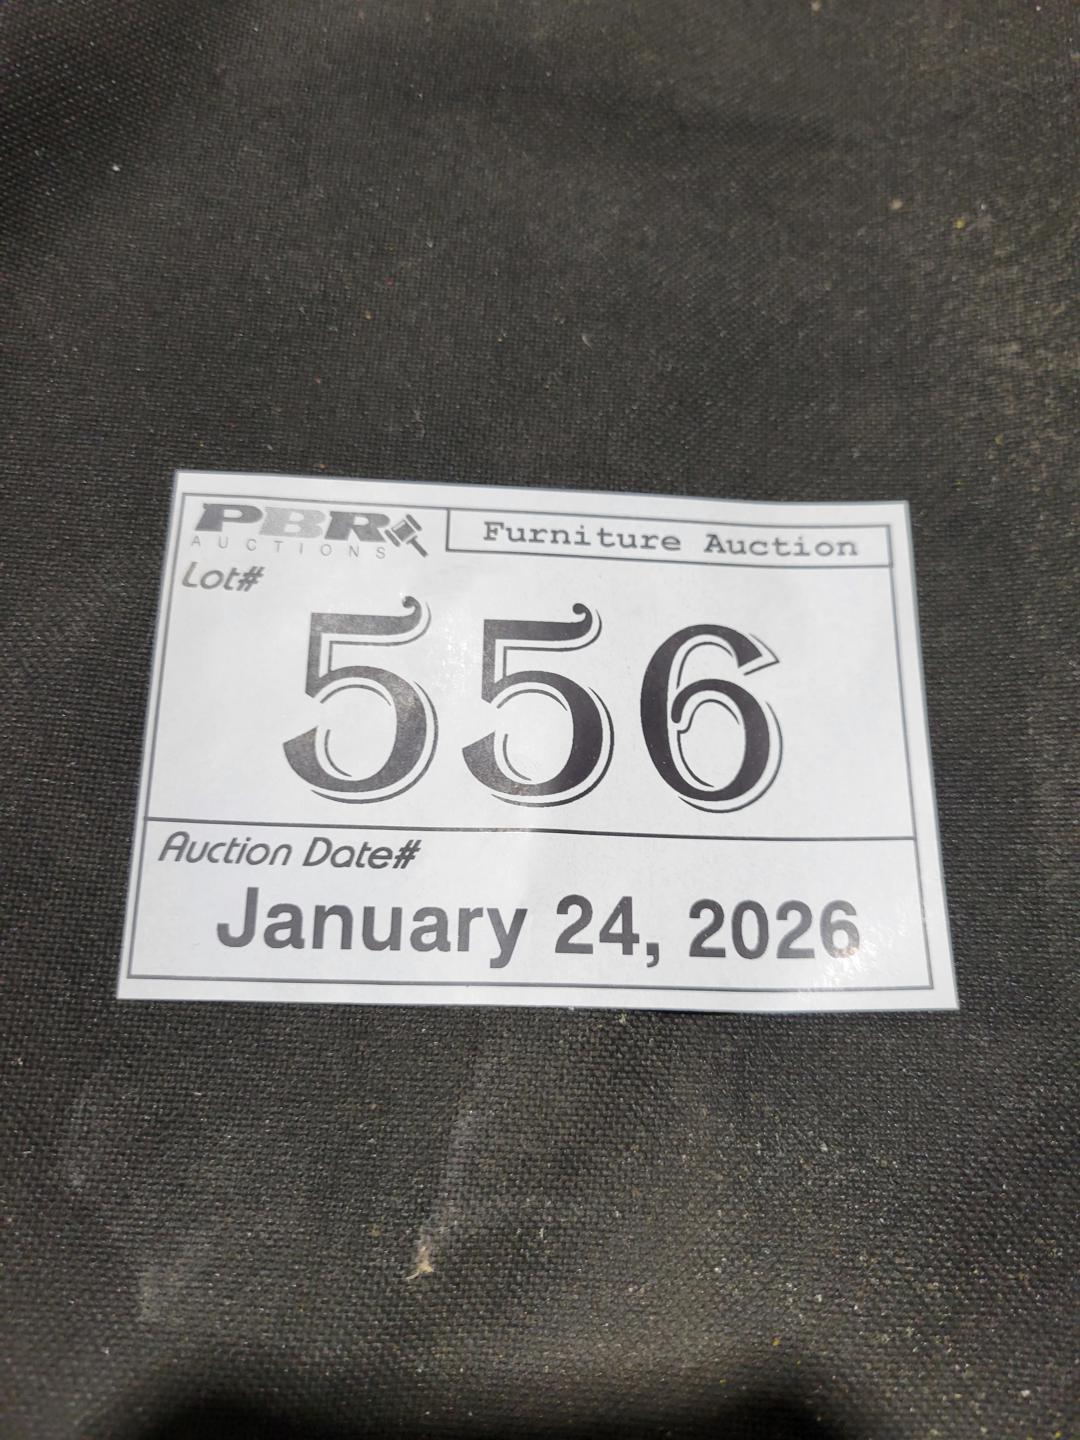 PBR
AUCTIONS
Furniture Auction
Lot#
556
Auction Date#
January 24, 2026